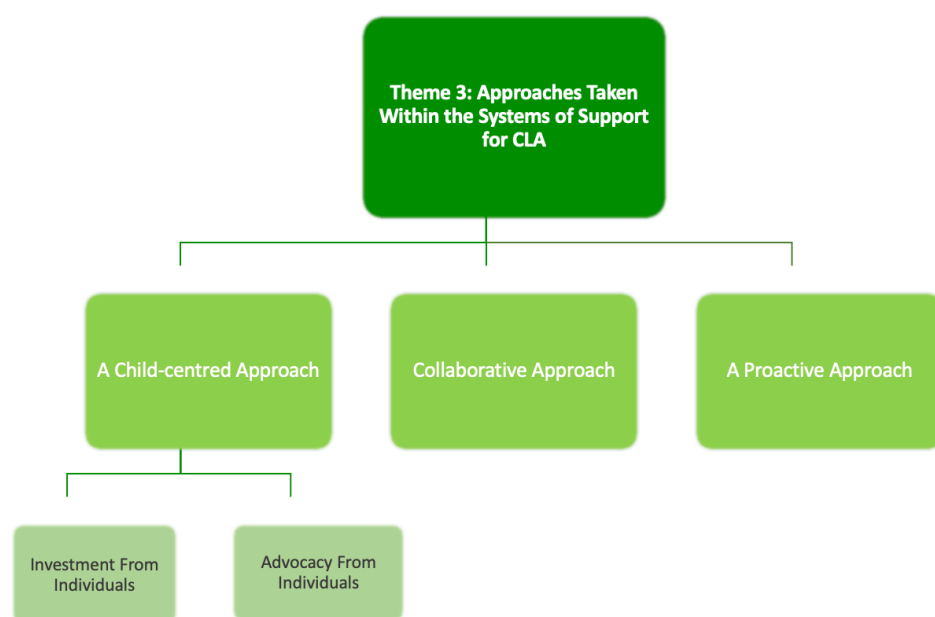 Theme 3: Approaches Taken
Within the Systems of Support
for CLA
A Child-centred Approach
Collaborative Approach
A Proactive Approach
Investment From
Individuals
Advocacy From
Individuals